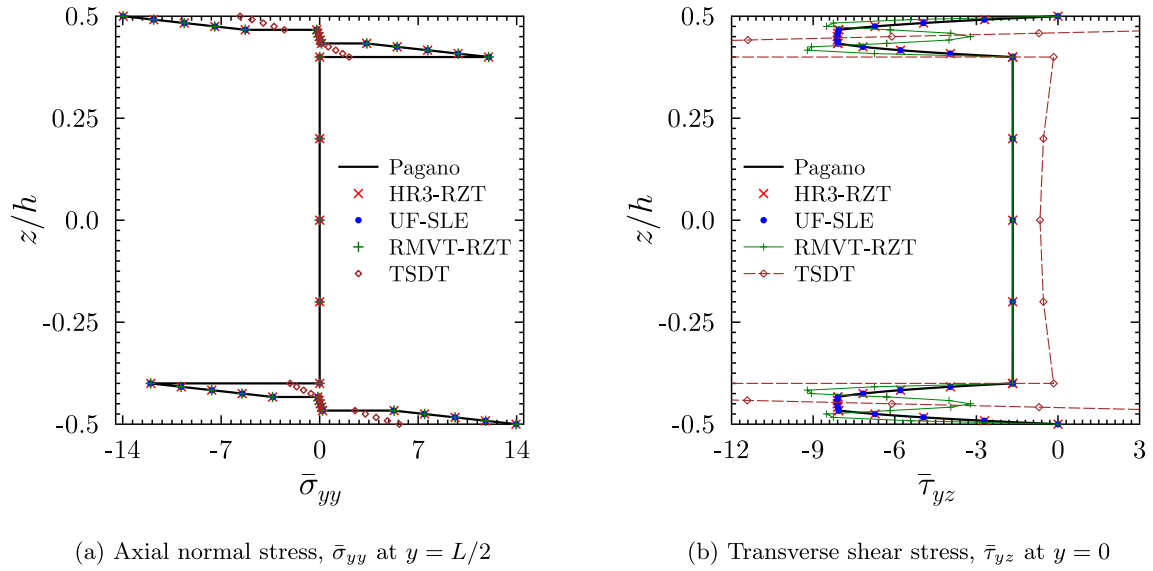 0.5
0.25
0.0
-0.25
-0.5
z/h
-14
-7
0
7
14
σ̄yy
Pagano
HR3-RZT
UF-SLE
RMVT-RZT
TSDT
(a) Axial normal stress, σ̄yy at y = L/2
0.5
0.25
0.0
-0.25
-0.5
z/h
-12
-9
-6
-3
0
3
τ̄yz
Pagano
HR3-RZT
UF-SLE
RMVT-RZT
TSDT
(b) Transverse shear stress, τ̄yz at y = 0